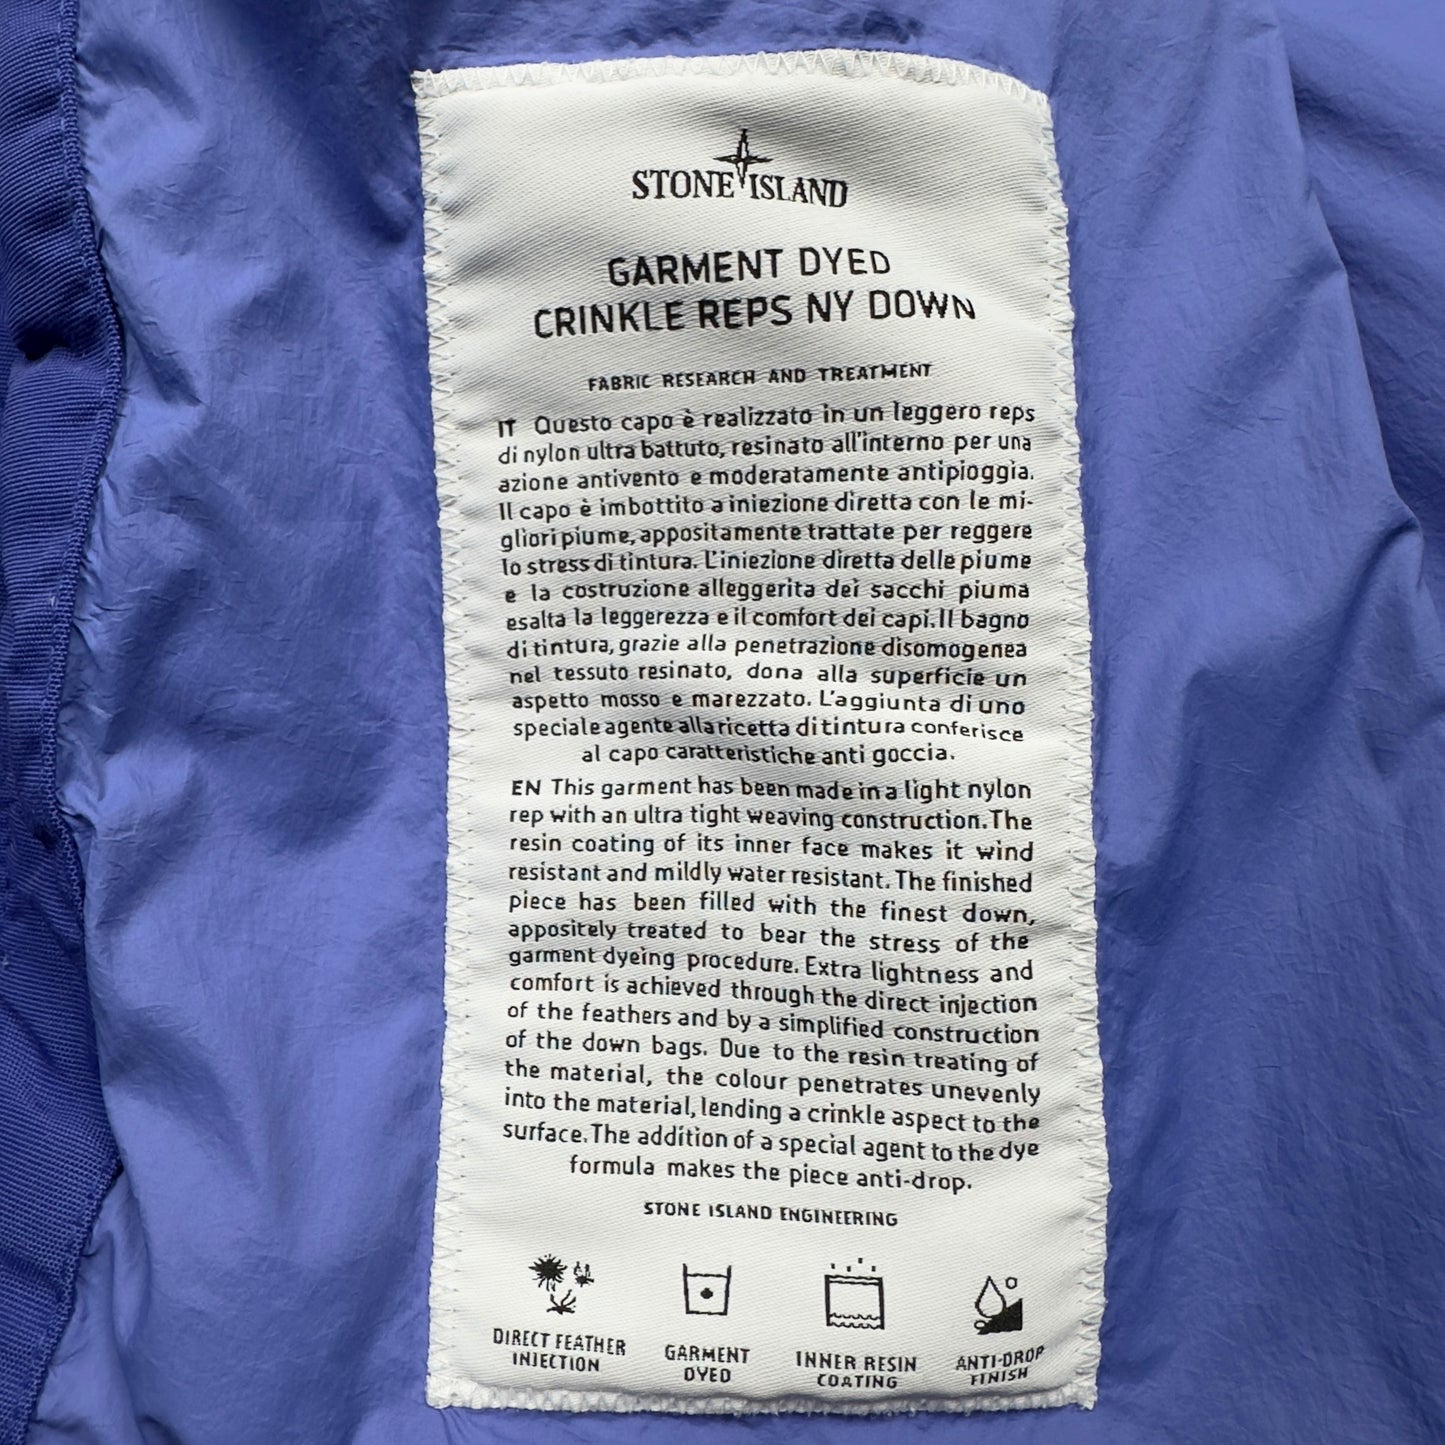 STONE ISLAND
GARMENT DYED
CRINKLE REPS NY DOWN
FABRIC RESEARCH AND TREATMENT
IT Questo capo è realizzato in un leggero reps
di nylon ultra battuto, resinato all'interno per una
azione antivento e moderatamente antipioggia.
Il capo è imbottito a iniezione diretta con le mi-
gliori piume, appositamente trattate per reggere
lo stress di tintura. L'iniezione diretta delle piume
e la costruzione alleggerita dei sacchi piuma
esalta la leggerezza e il comfort dei capi. Il bagno
di tintura, grazie alla penetrazione disomogenea
nel tessuto resinato, dona alla superficie un
aspetto mosso e marezzato. L'aggiunta di uno
speciale agente alla ricetta di tintura conferisce
al capo caratteristiche anti goccia.
EN This garment has been made in a light nylon
rep with an ultra tight weaving construction. The
resin coating of its inner face makes it wind
resistant and mildly water resistant. The finished
piece has been filled with the finest down,
appositely treated to bear the stress of the
garment dyeing procedure. Extra lightness and
comfort is achieved through the direct injection
of the feathers and by a simplified construction
of the down bags. Due to the resin treating of
the material, the colour penetrates unevenly
into the material, lending a crinkle aspect to the
surface. The addition of a special agent to the dye
formula makes the piece anti-drop.
STONE ISLAND ENGINEERING
DIRECT FEATHER
INJECTION
GARMENT
DYED
INNER RESIN
COATING
ANTI-DROP
FINISH